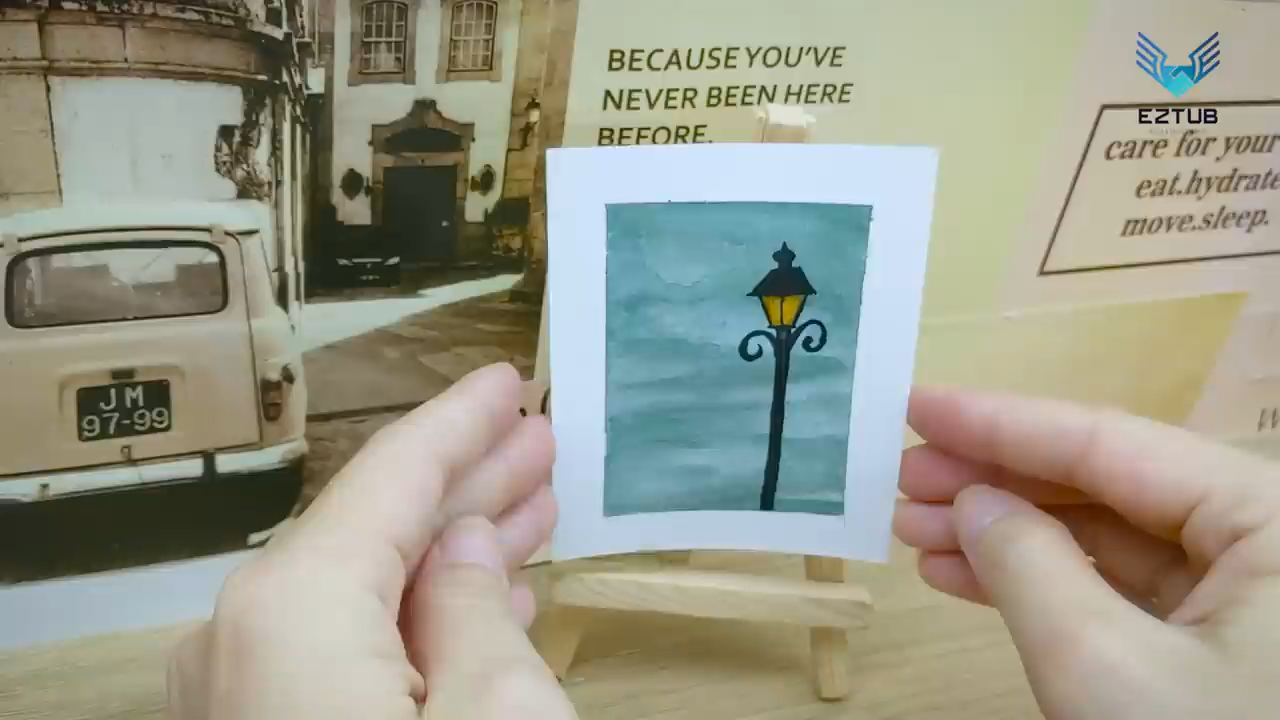 BECAUSE YOU'VE
NEVER BEEN HERE
BEFORE.
EZTUB
care for your
eat.hydrate
move.sleep.
JM
97-99